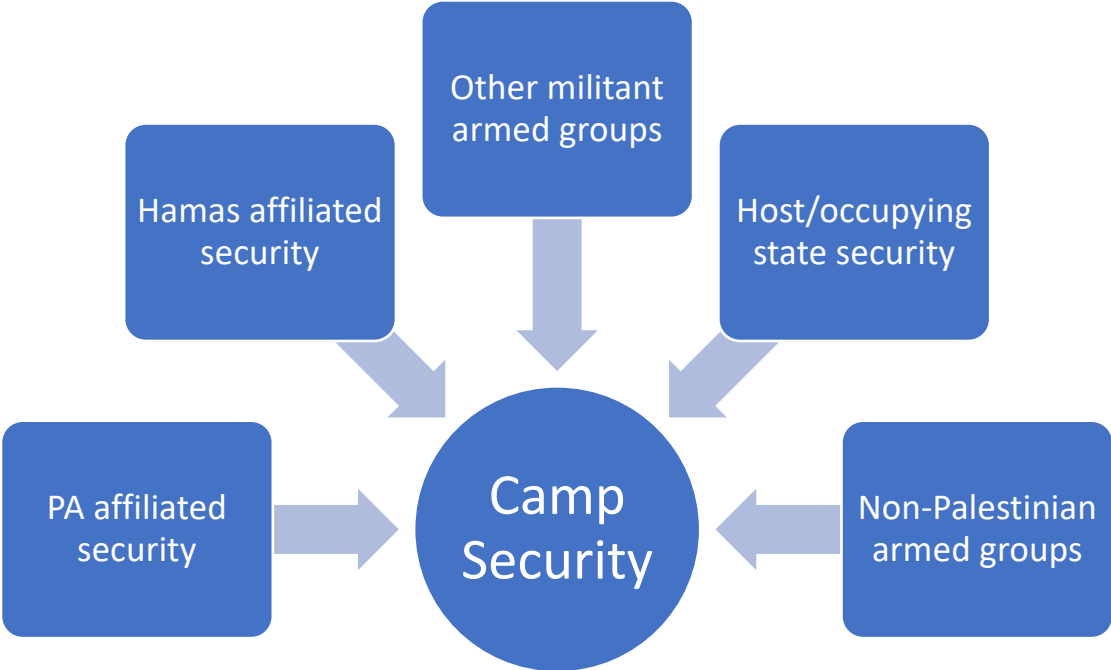 Other militant
armed groups
Hamas affiliated
security
Host/occupying
state security
PA affiliated
security
Camp
Security
Non-Palestinian
armed groups